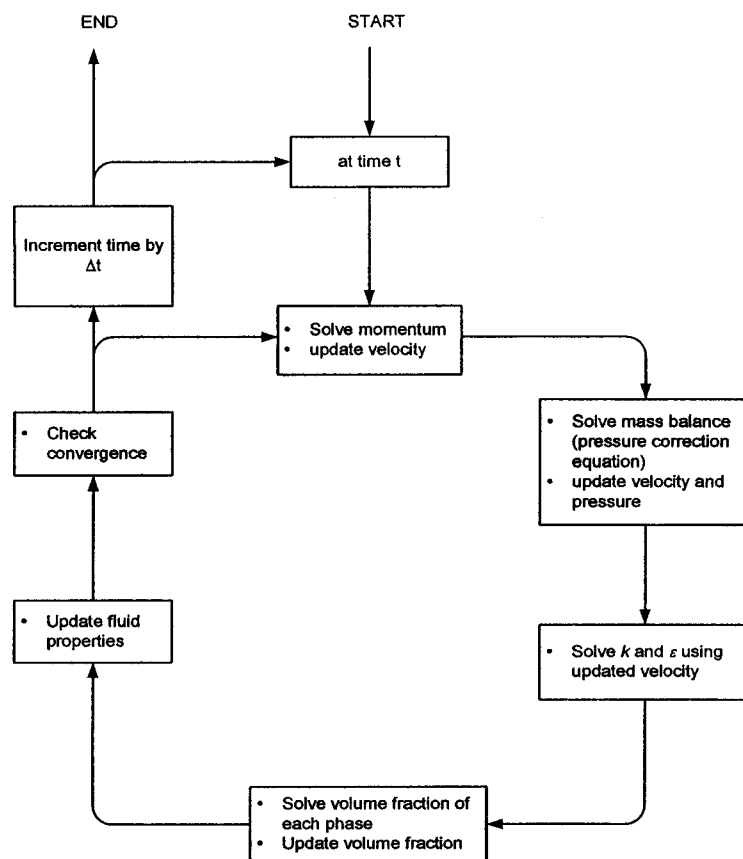 END
START
at time t
Increment time by
Δt
• Solve momentum
• update velocity
• Check
convergence
• Solve mass balance
(pressure correction
equation)
• update velocity and
pressure
• Update fluid
properties
• Solve k and ε using
updated velocity
• Solve volume fraction of
each phase
• Update volume fraction